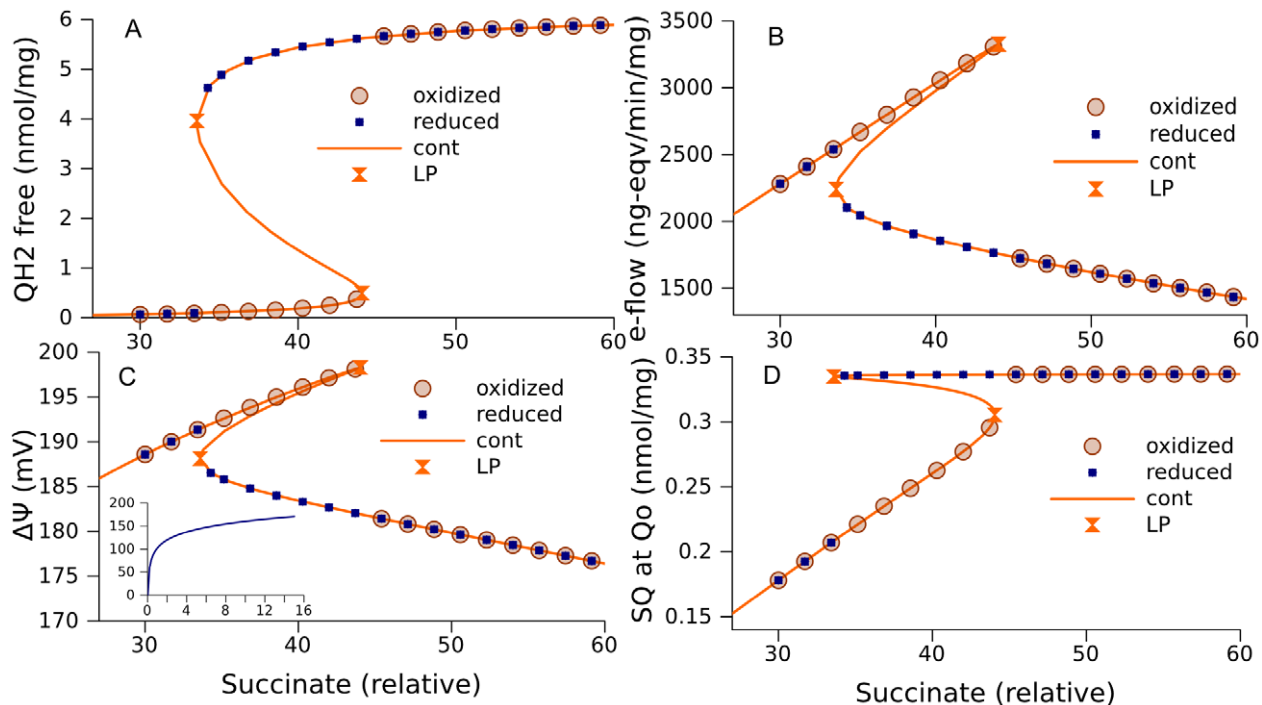 A
QH2 free (nmol/mg)
6
5
4
3
2
1
0
30
40
50
60
oxidized
reduced
cont
LP
B
e-flow (ng-eqv/min/mg)
3500
3000
2500
2000
1500
30
40
50
60
oxidized
reduced
cont
LP
C
ΔΨ (mV)
200
195
190
185
180
175
170
30
40
50
60
oxidized
reduced
cont
LP
200
150
100
50
0
0
4
8
12
16
Succinate (relative)
D
SQ at Qo (nmol/mg)
0.35
0.3
0.25
0.2
0.15
30
40
50
60
oxidized
reduced
cont
LP
Succinate (relative)